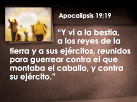 Apocalipsis 19:19
“Y vi a la bestia,
a los reyes de la
tierra y a sus ejércitos, reunidos
para guerrear contra el que
montaba el caballo, y contra
su ejército.”